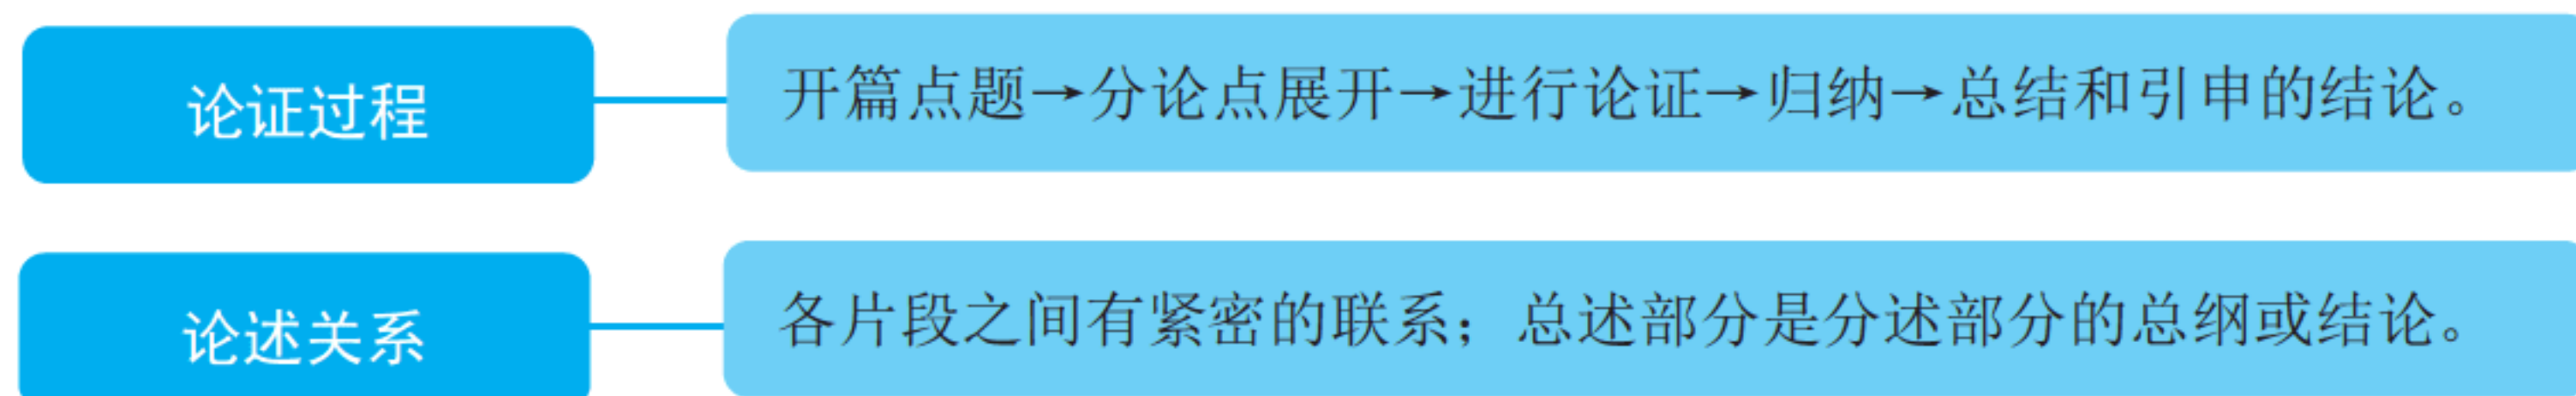 论证过程
开篇点题→分论点展开→进行论证→归纳→总结和引申的结论。
论述关系
各片段之间有紧密的联系；总述部分是分述部分的总纲或结论。